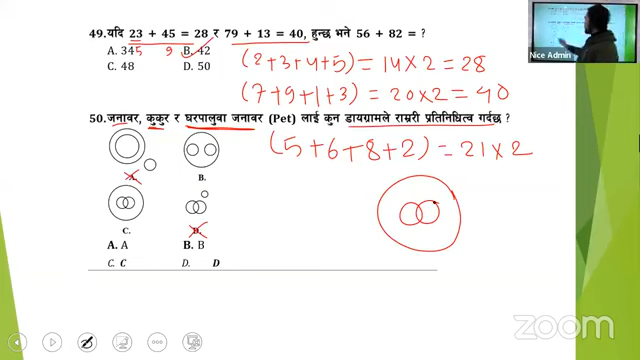 49.यदि 23 + 45 = 28 र 79 + 13 = 40, हुन्छ भने 56 + 82 = ?
A. 345 9 B. 42
C. 48 D. 50
(2+3+4+5) = 14×2 = 28
(7+9+1+3) = 20×2 = 40
50.जनावर, कुकुर र घरपालुवा जनावर (Pet) लाई कुन डायग्रामले राम्ररी प्रतिनिधित्व गर्दछ ?
(5+6+8+2) = 21×2
A. B.
C. D.
A. A B. B
C. C D. D
Nice Admin
zoom